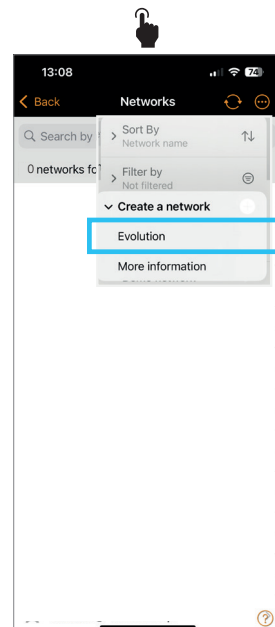 13:08
74
Back
Networks
Search by
Sort By
Network name
0 networks fo
Filter by
Not filtered
Create a network
Evolution
More information
?